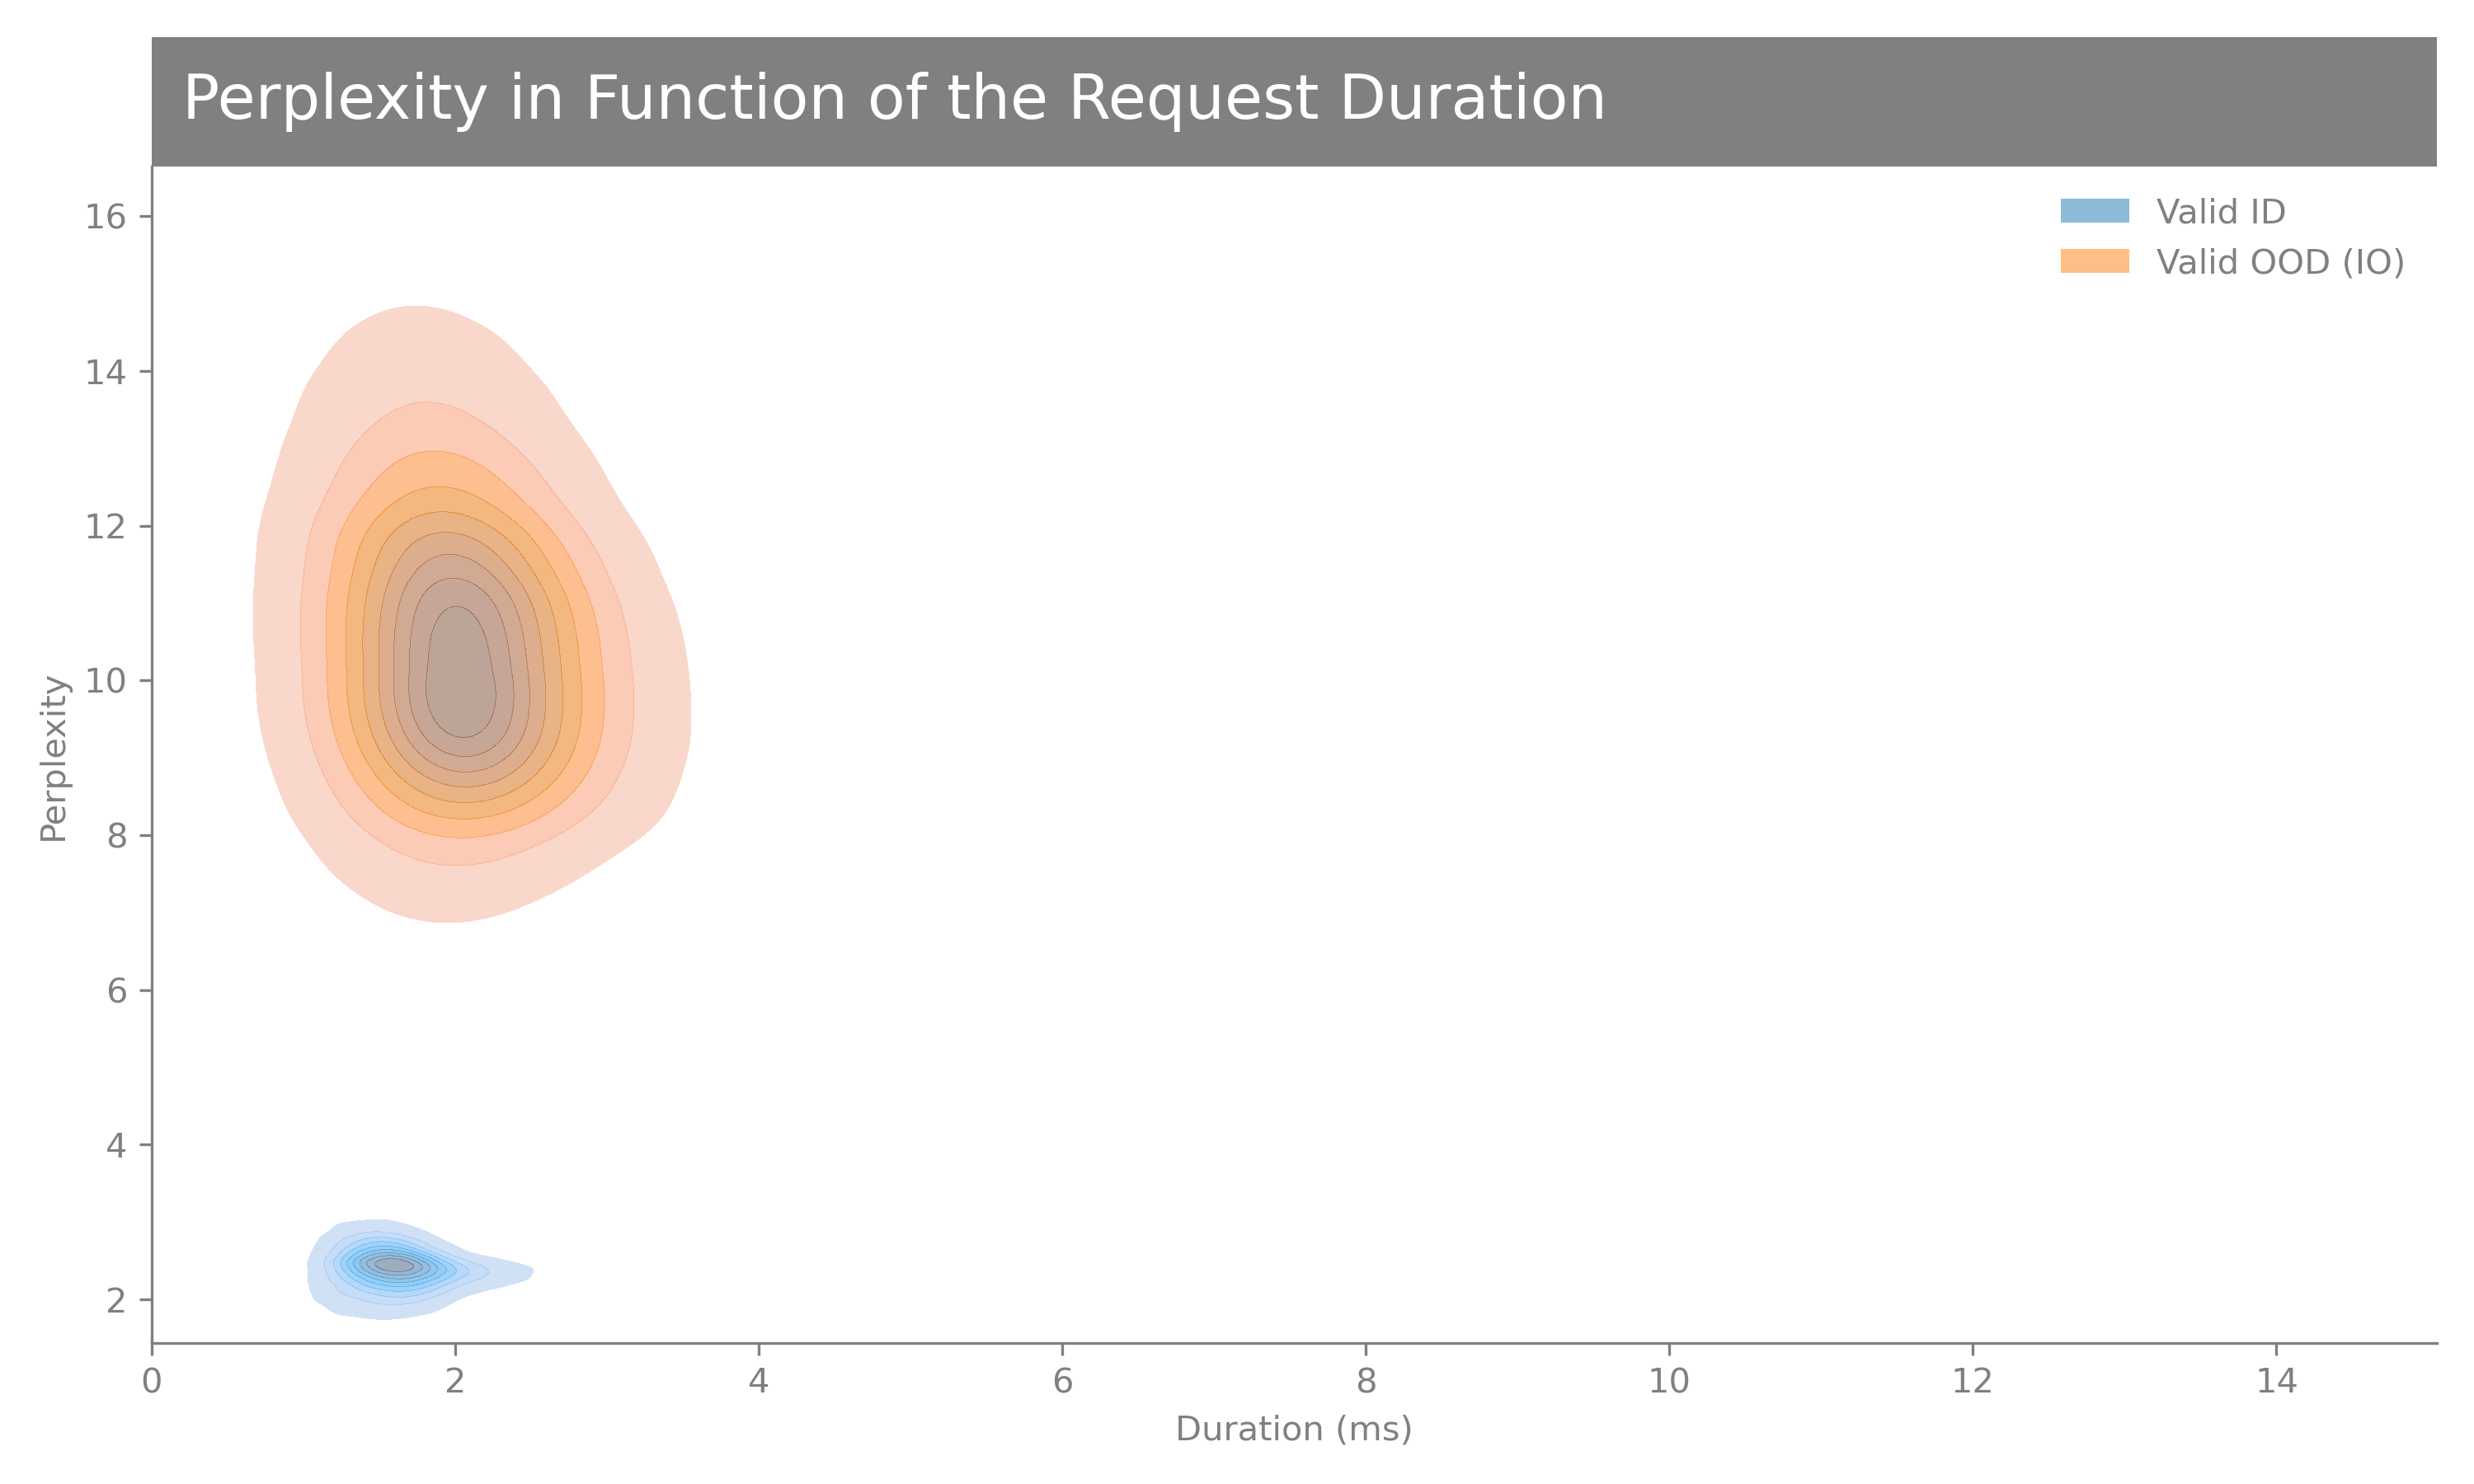 Perplexity in Function of the Request Duration
Valid ID
Valid OOD (IO)
16
14
12
10
8
6
4
2
Perplexity
0 2 4 6 8 10 12 14
Duration (ms)